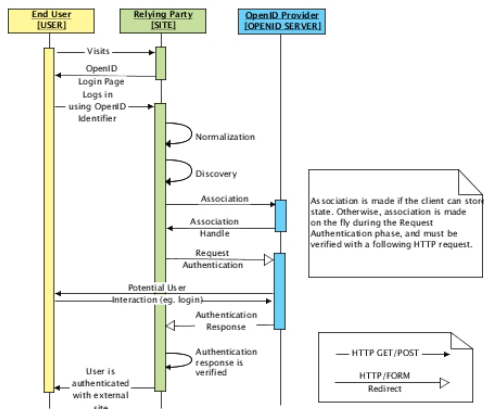 End User
[USER]
Relying Party
[SITE]
OpenID Provider
[OPENID SERVER]
Visits
OpenID
Login Page
Logs in
using OpenID
Identifier
Normalization
Discovery
Association
Association
Handle
Request
Authentication
Potential User
Interaction (eg. login)
Authentication
Response
Authentication
response is
verified
User is
authenticated
with external
site
Association is made if the client can store
state. Otherwise, association is made
on the fly during the Request
Authentication phase, and must be
verified with a following HTTP request.
HTTP GET/POST
HTTP/FORM
Redirect